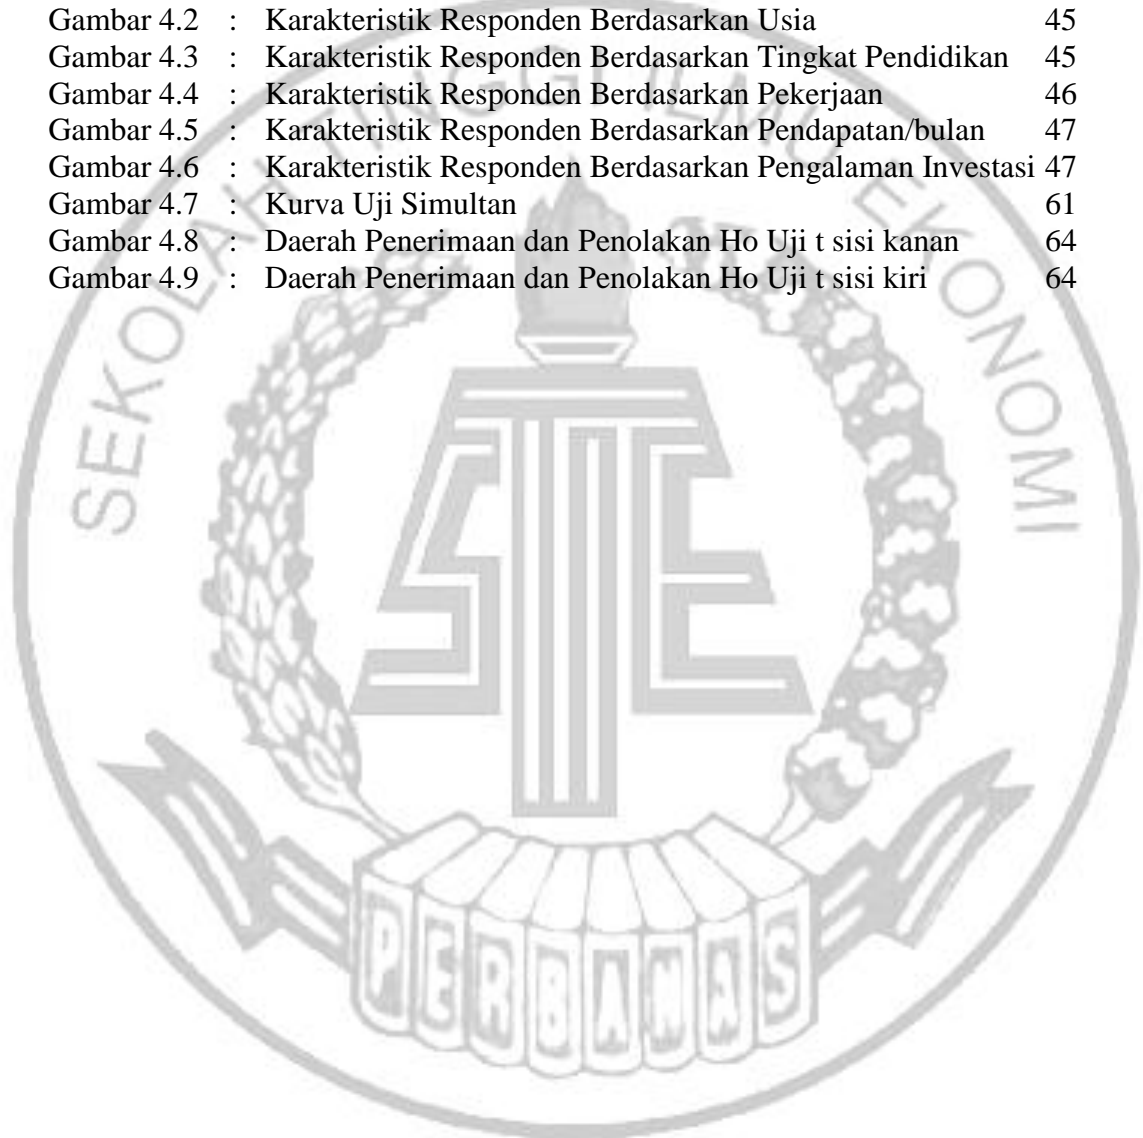 Gambar 4.2 : Karakteristik Responden Berdasarkan Usia 45
Gambar 4.3 : Karakteristik Responden Berdasarkan Tingkat Pendidikan 45
Gambar 4.4 : Karakteristik Responden Berdasarkan Pekerjaan 46
Gambar 4.5 : Karakteristik Responden Berdasarkan Pendapatan/bulan 47
Gambar 4.6 : Karakteristik Responden Berdasarkan Pengalaman Investasi 47
Gambar 4.7 : Kurva Uji Simultan 61
Gambar 4.8 : Daerah Penerimaan dan Penolakan Ho Uji t sisi kanan 64
Gambar 4.9 : Daerah Penerimaan dan Penolakan Ho Uji t sisi kiri 64
SEKOLAH TINGGI ILMU EKONOMI
STIE
PERBANAS